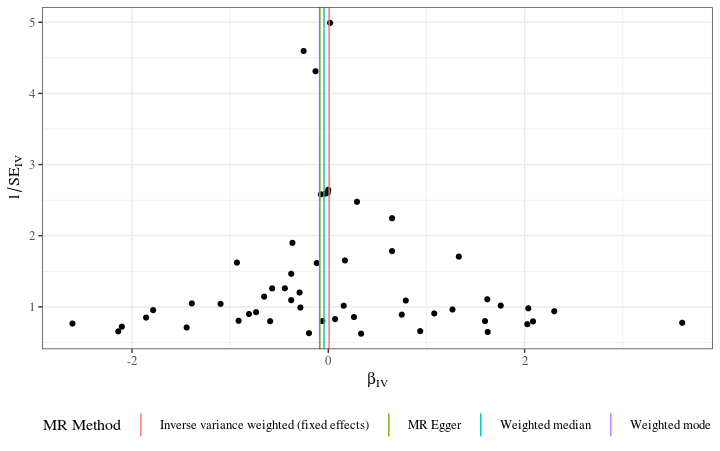 5
4
3
2
1
1/SE_IV
-2 0 2
β_IV
MR Method Inverse variance weighted (fixed effects) MR Egger Weighted median Weighted mode